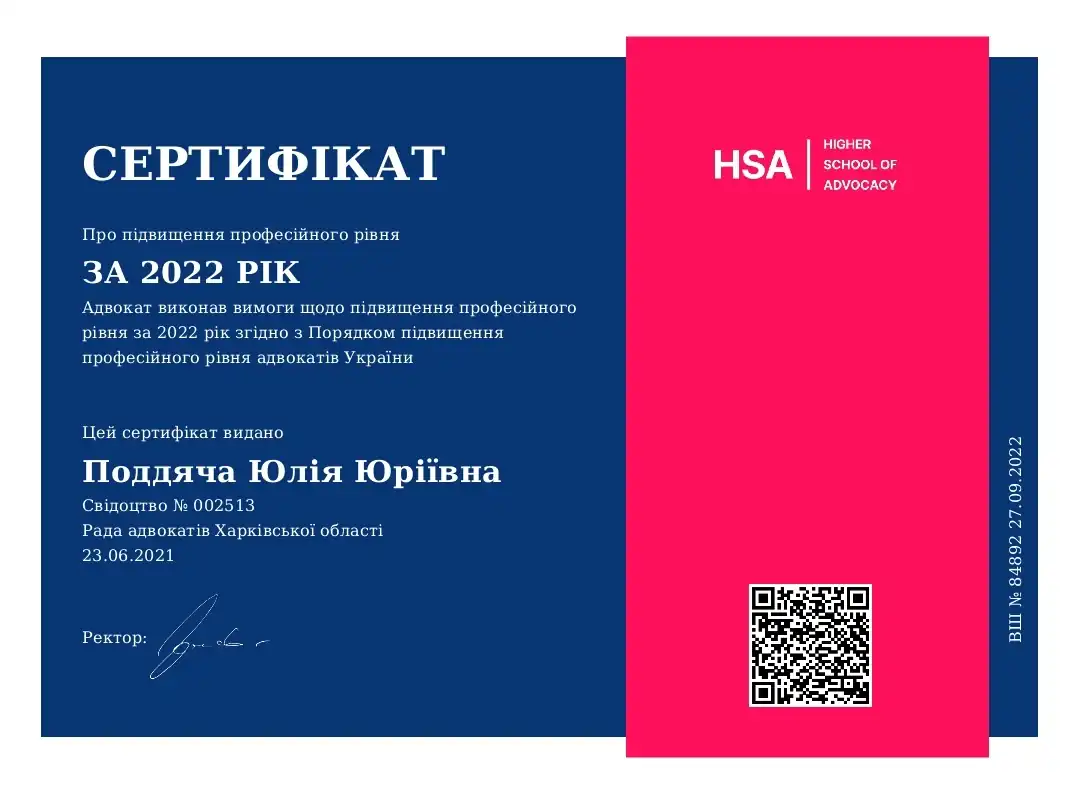 СЕРТИФІКАТ
Про підвищення професійного рівня
ЗА 2022 РІК
Адвокат виконав вимоги щодо підвищення професійного
рівня за 2022 рік згідно з Порядком підвищення
професійного рівня адвокатів України
Цей сертифікат видано
Поддяча Юлія Юріївна
Свідоцтво № 002513
Рада адвокатів Харківської області
23.06.2021
Ректор:
HSA
HIGHER
SCHOOL OF
ADVOCACY
ВШ № 84892 27.09.2022